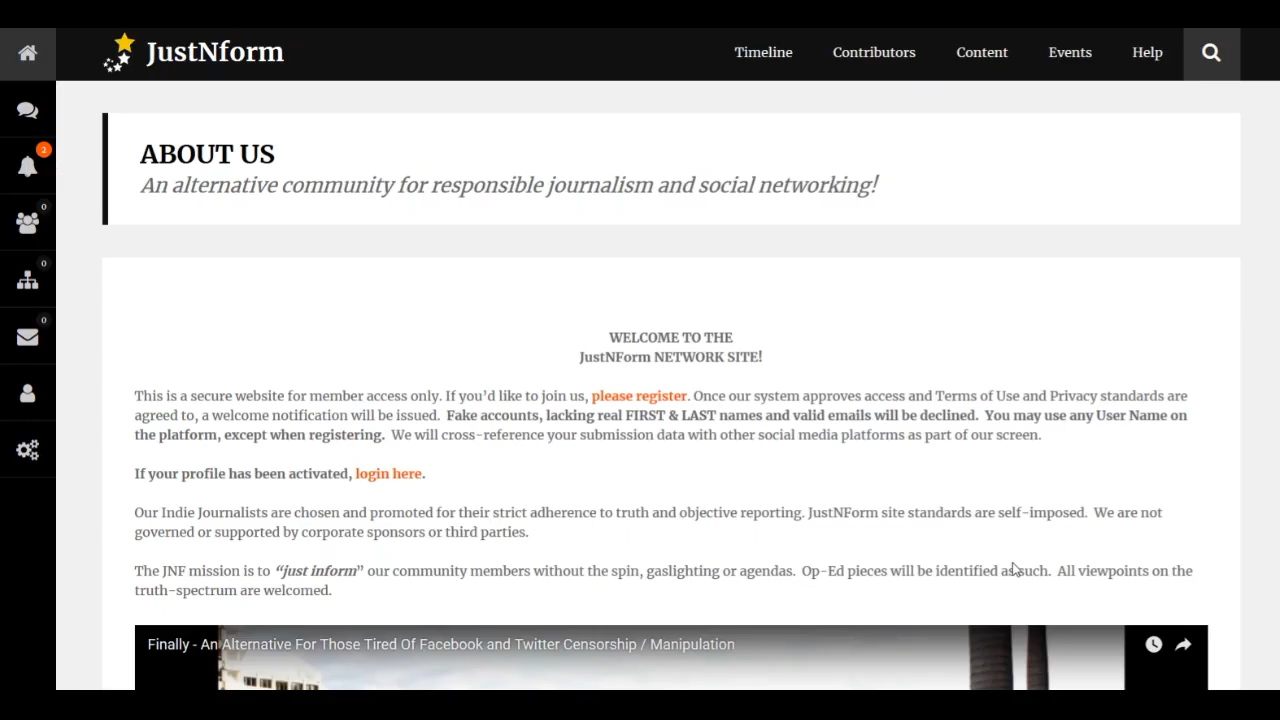 JustNform
Timeline
Contributors
Content
Events
Help
2
0
0
0
ABOUT US
An alternative community for responsible journalism and social networking!
WELCOME TO THE
JustNForm NETWORK SITE!
This is a secure website for member access only. If you’d like to join us, please register. Once our system approves access and Terms of Use and Privacy standards are
agreed to, a welcome notification will be issued. Fake accounts, lacking real FIRST & LAST names and valid emails will be declined. You may use any User Name on
the platform, except when registering. We will cross-reference your submission data with other social media platforms as part of our screen.
If your profile has been activated, login here.
Our Indie Journalists are chosen and promoted for their strict adherence to truth and objective reporting. JustNForm site standards are self-imposed. We are not
governed or supported by corporate sponsors or third parties.
The JNF mission is to “just inform” our community members without the spin, gaslighting or agendas. Op-Ed pieces will be identified as such. All viewpoints on the
truth-spectrum are welcomed.
Finally - An Alternative For Those Tired Of Facebook and Twitter Censorship / Manipulation